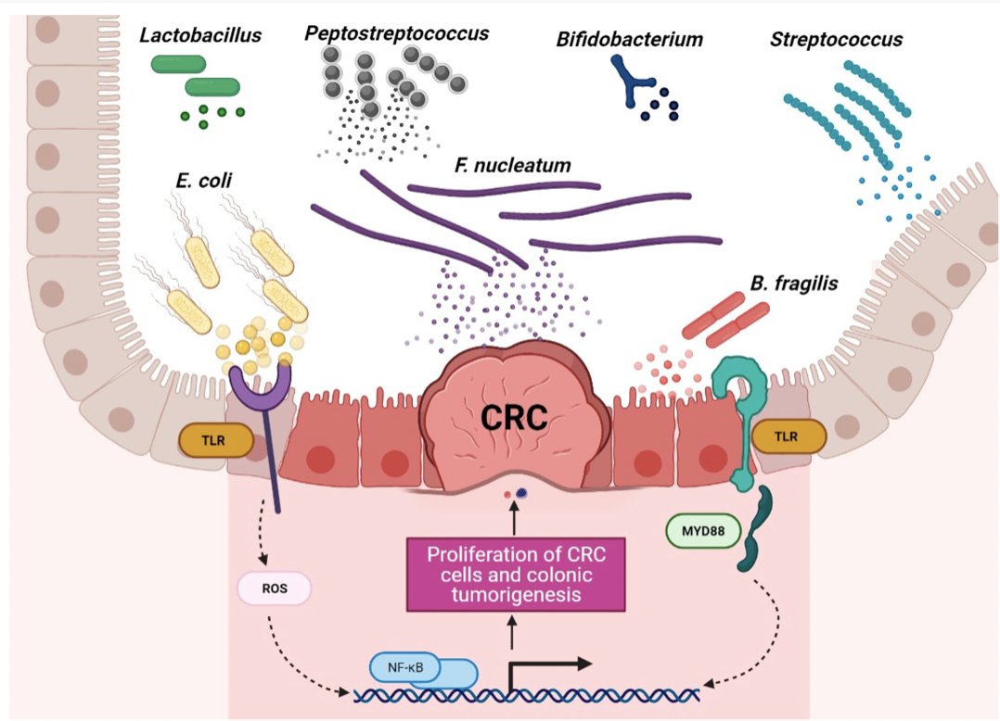 Lactobacillus
Peptostreptococcus
Bifidobacterium
Streptococcus
E. coli
F. nucleatum
B. fragilis
CRC
TLR
TLR
MYD88
ROS
Proliferation of CRC
cells and colonic
tumorigenesis
NF-κB